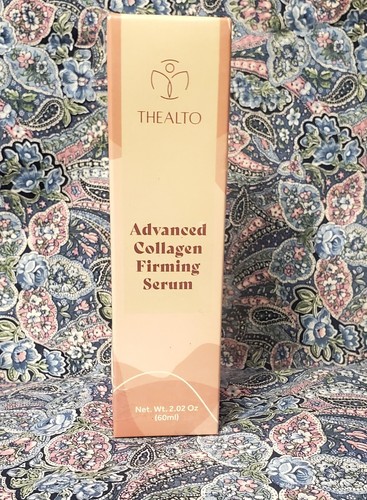 THEALTO
Advanced
Collagen
Firming
Serum
Net. Wt. 2.02 Oz
(60ml)